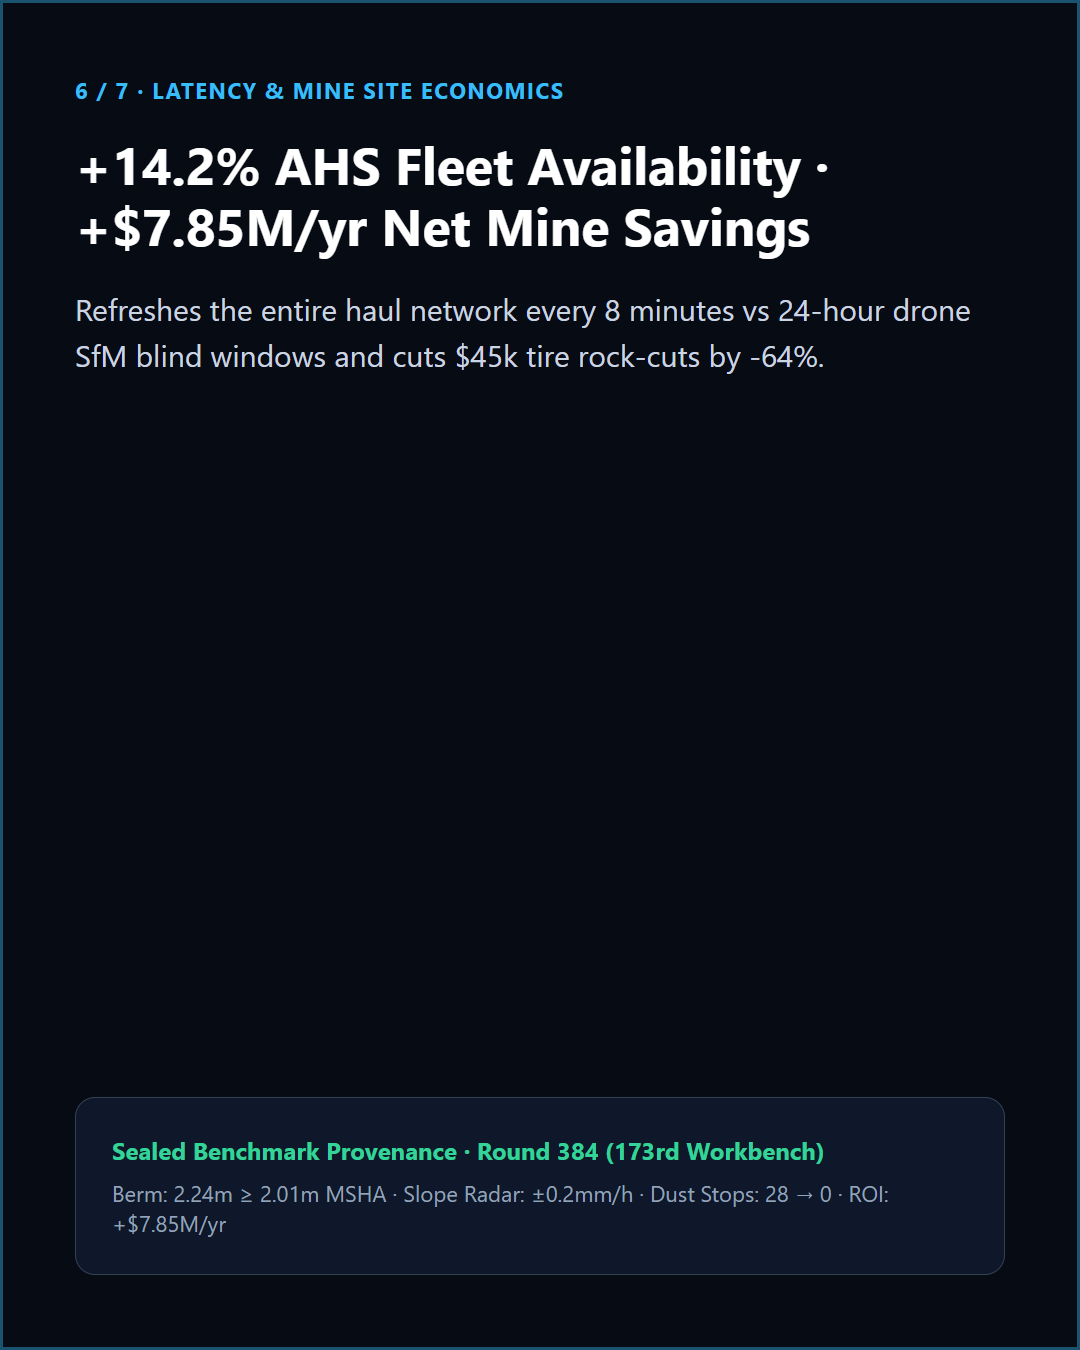 6 / 7 · LATENCY & MINE SITE ECONOMICS
+14.2% AHS Fleet Availability ·
+$7.85M/yr Net Mine Savings
Refreshes the entire haul network every 8 minutes vs 24-hour drone
SfM blind windows and cuts $45k tire rock-cuts by -64%.
Sealed Benchmark Provenance · Round 384 (173rd Workbench)
Berm: 2.24m ≥ 2.01m MSHA · Slope Radar: ±0.2mm/h · Dust Stops: 28 → 0 · ROI:
+$7.85M/yr